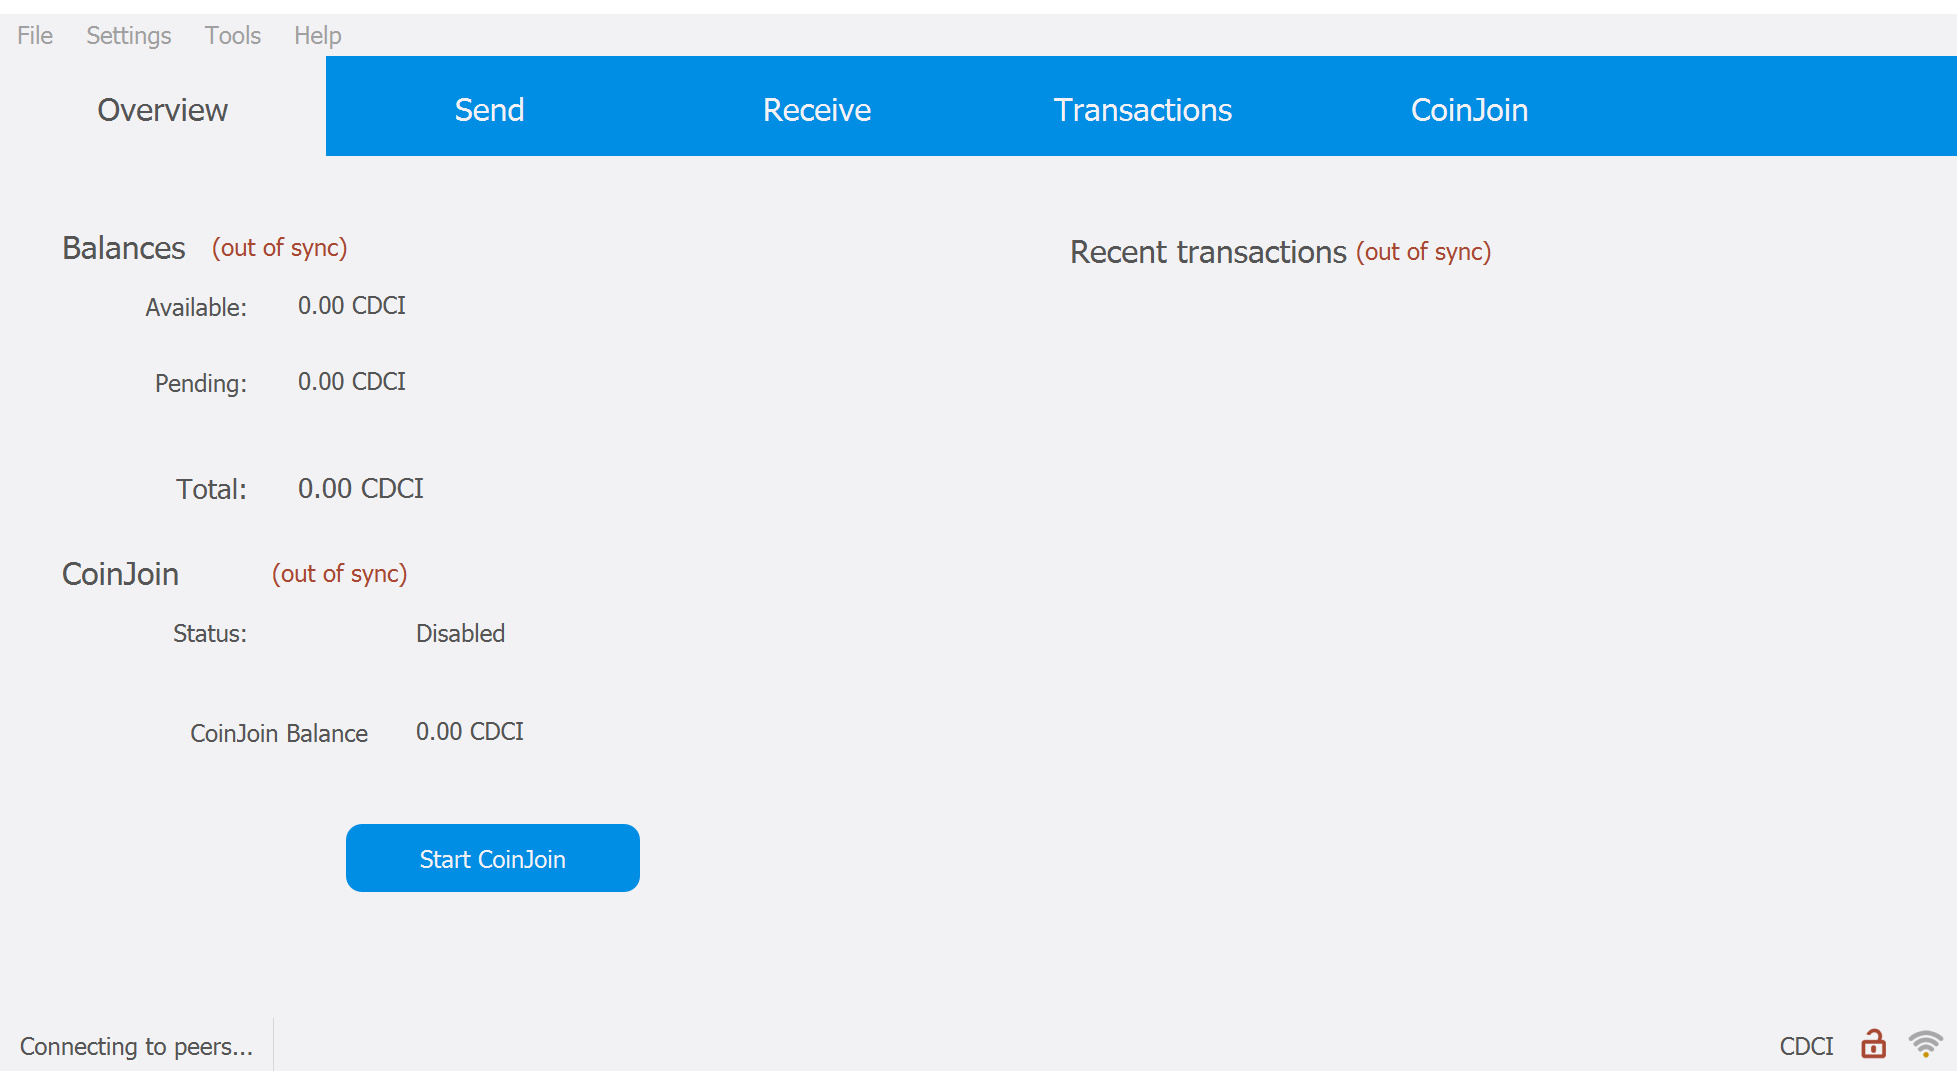 File Settings Tools Help
Overview Send Receive Transactions CoinJoin
Balances (out of sync)
Available: 0.00 CDCI
Pending: 0.00 CDCI
Total: 0.00 CDCI
CoinJoin (out of sync)
Status: Disabled
CoinJoin Balance 0.00 CDCI
Start CoinJoin
Recent transactions (out of sync)
Connecting to peers...
CDCI